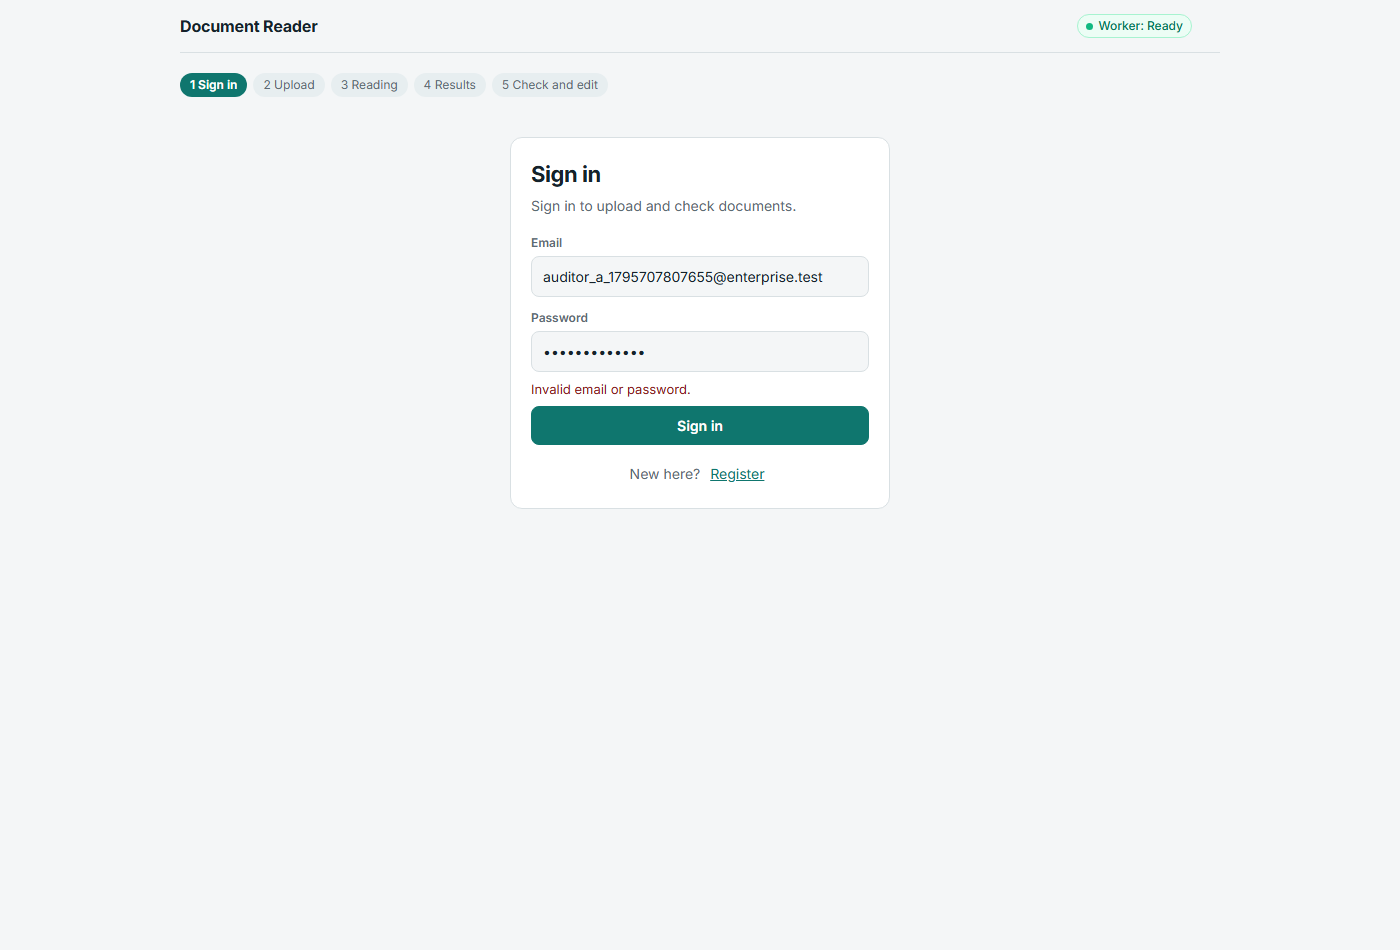 Document Reader
Worker: Ready
1 Sign in
2 Upload
3 Reading
4 Results
5 Check and edit
Sign in
Sign in to upload and check documents.
Email
auditor_a_1795707807655@enterprise.test
Password
•••••••••••••
Invalid email or password.
Sign in
New here? Register